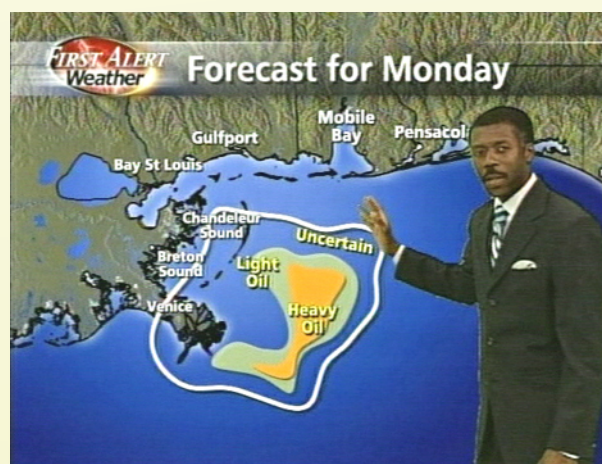 FIRST ALERT
Weather
Forecast for Monday
Mobile
Bay
Pensacol
Gulfport
Bay St Louis
Chandeleur
Sound
Uncertain
Breton
Sound
Light
Oil
Venice
Heavy
Oil